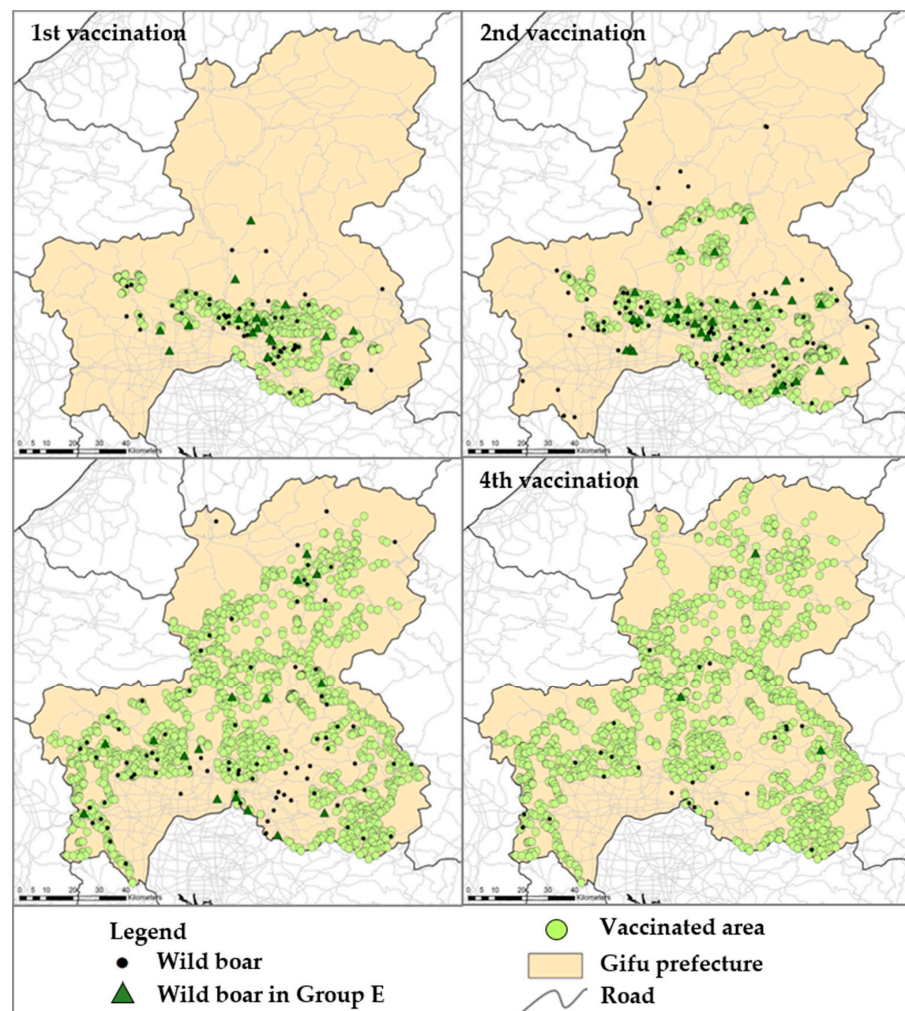 1st vaccination
2nd vaccination
0 5 10 20 30 40
Kilometers
0 5 10 20 30 40
Kilometers
4th vaccination
0 5 10 20 30 40
Kilometers
0 5 10 20 30 40
Kilometers
Legend
Wild boar
Wild boar in Group E
Vaccinated area
Gifu prefecture
Road